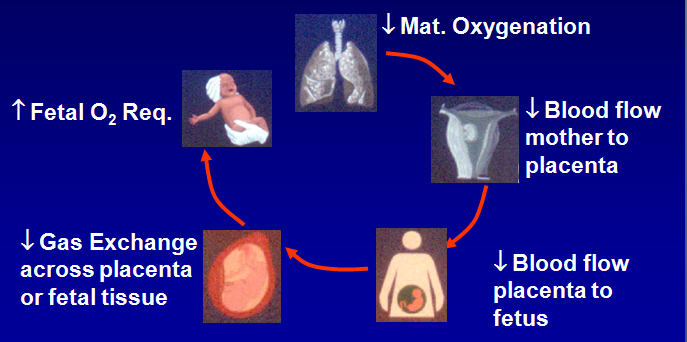 ↓ Mat. Oxygenation
↓ Blood flow
mother to
placenta
↓ Blood flow
placenta to
fetus
↓ Gas Exchange
across placenta
or fetal tissue
↑ Fetal O₂ Req.